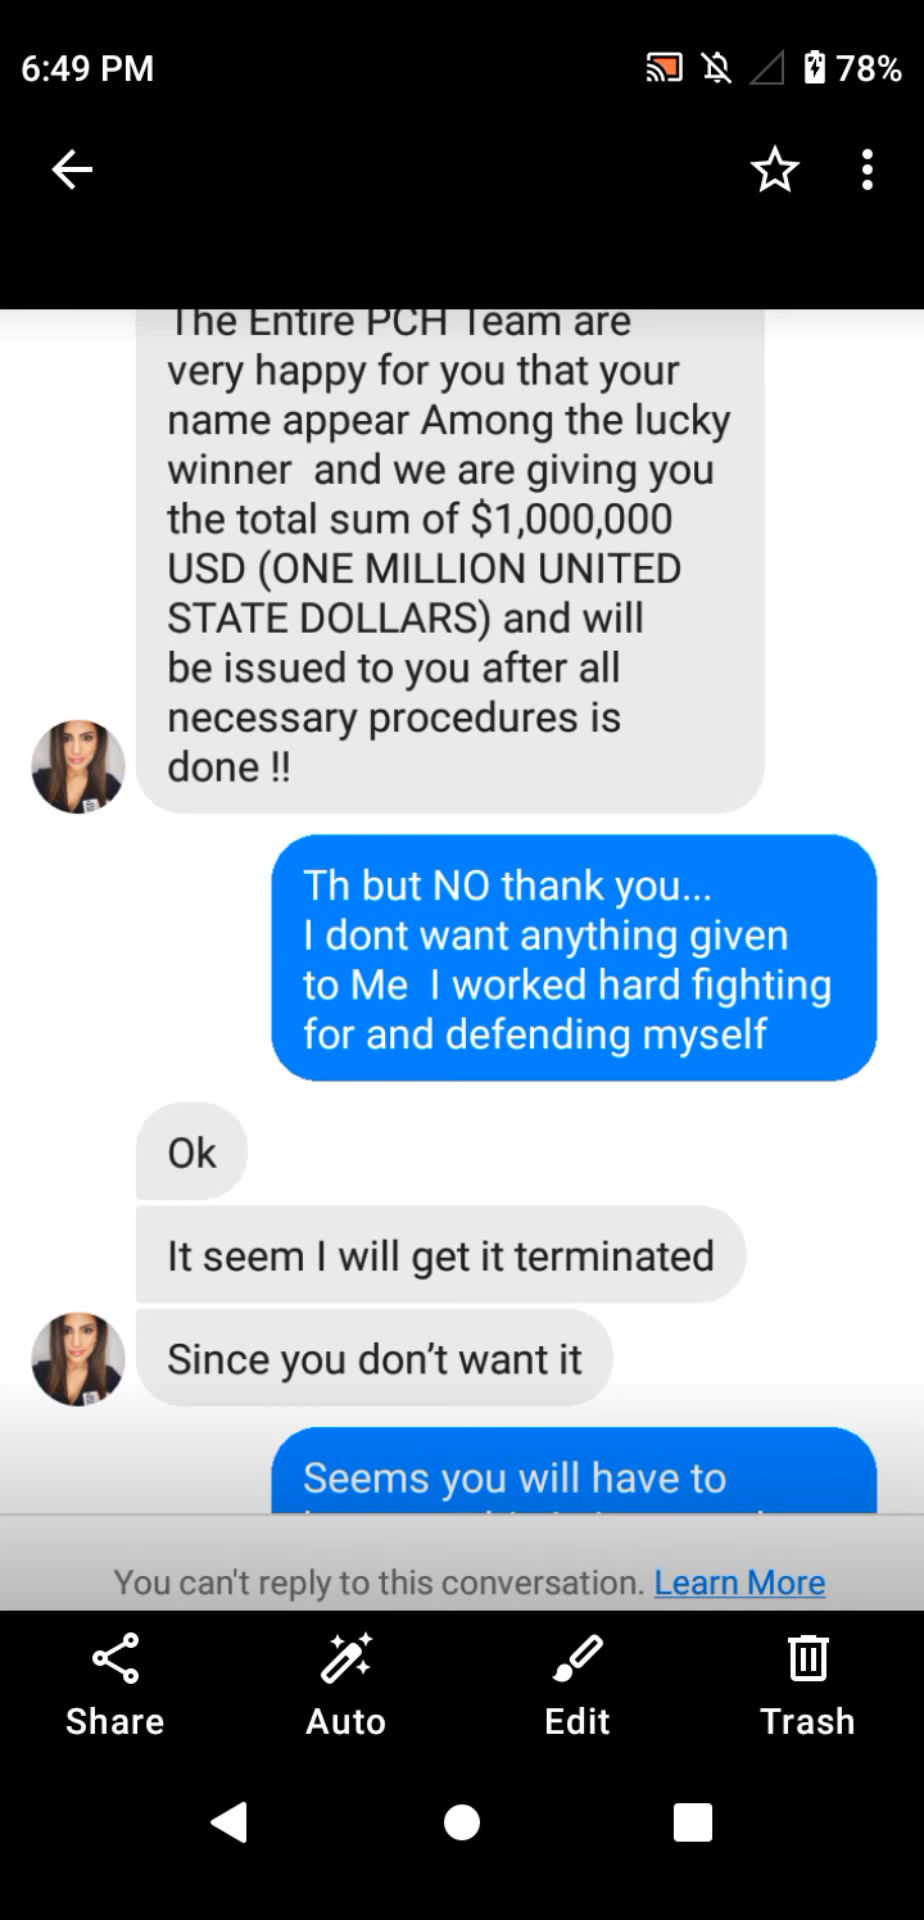 6:49 PM
78%
The Entire PCH Team are
very happy for you that your
name appear Among the lucky
winner  and we are giving you
the total sum of $1,000,000
USD (ONE MILLION UNITED
STATE DOLLARS) and will
be issued to you after all
necessary procedures is
done !!
Th but NO thank you...
I dont want anything given
to Me  I worked hard fighting
for and defending myself
Ok
It seem I will get it terminated
Since you don’t want it
Seems you will have to
You can't reply to this conversation. Learn More
Share
Auto
Edit
Trash